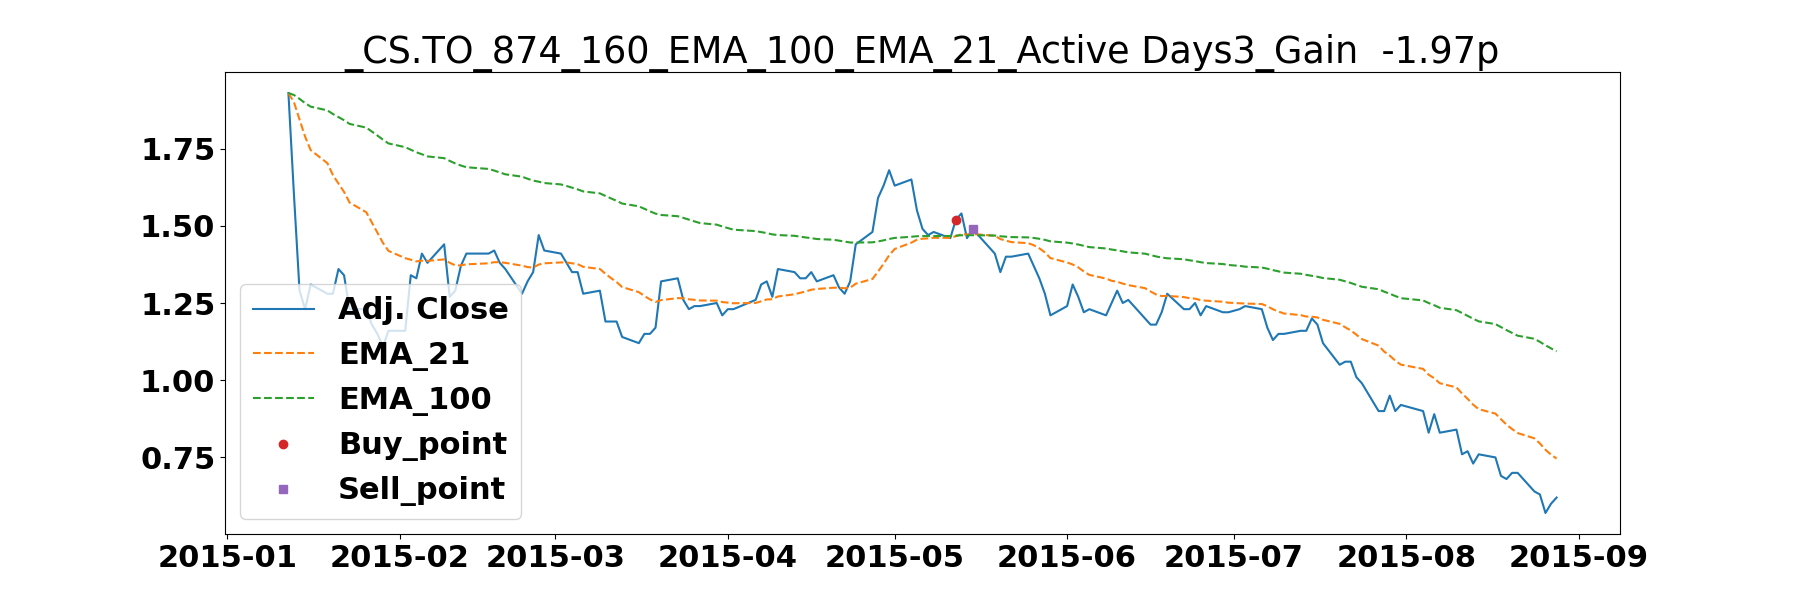 _CS.TO_874_160_EMA_100_EMA_21_Active Days3_Gain  -1.97p
1.75
1.50
1.25
1.00
0.75
Adj. Close
EMA_21
EMA_100
Buy_point
Sell_point
2015-01 2015-02 2015-03 2015-04 2015-05 2015-06 2015-07 2015-08 2015-09